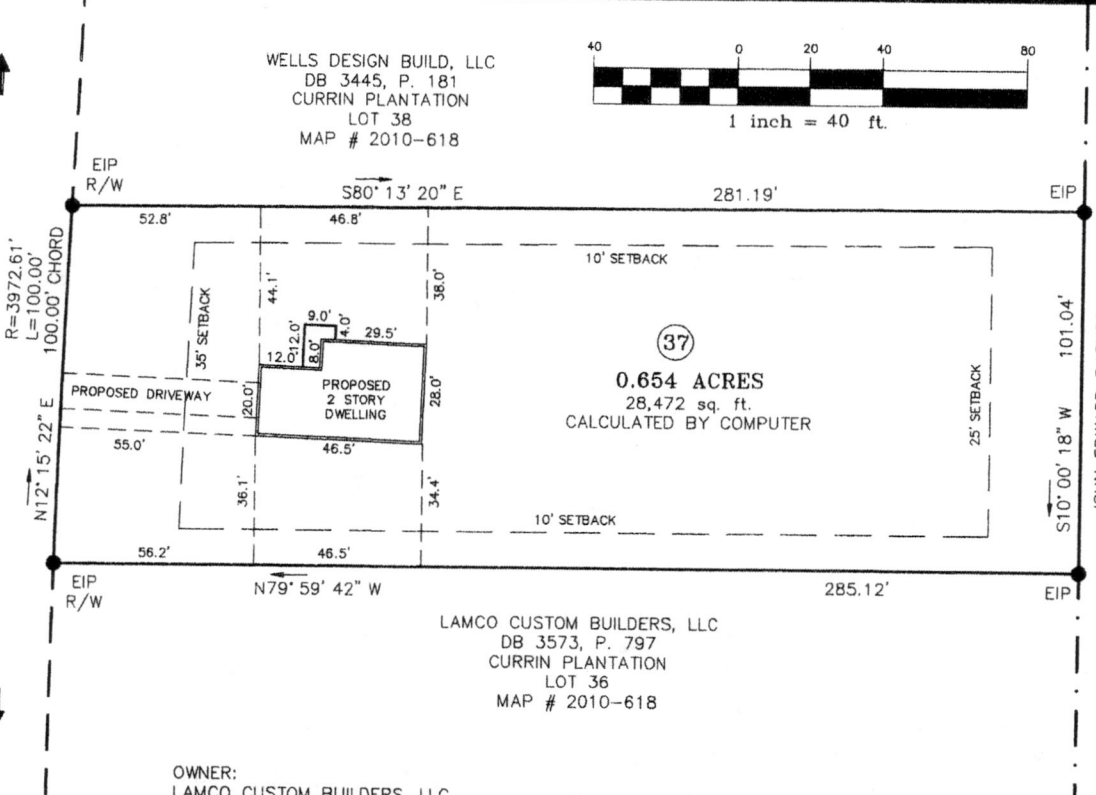 WELLS DESIGN BUILD, LLC
DB 3445, P. 181
CURRIN PLANTATION
LOT 38
MAP # 2010-618
40 0 20 40 80
1 inch = 40 ft.
EIP
R/W
S80° 13' 20" E
281.19'
EIP
52.8'
46.8'
R=3972.61'
L=100.00'
100.00' CHORD
N12° 15' 22" E
10' SETBACK
35' SETBACK
44.1'
38.0'
9.0'
12.0'
4.0'
29.5'
12.0'
8.0'
37
0.654 ACRES
28,472 sq. ft.
CALCULATED BY COMPUTER
PROPOSED DRIVEWAY
20.0'
PROPOSED
2 STORY
DWELLING
28.0'
55.0'
46.5'
25' SETBACK
101.04'
S10° 00' 18" W
36.1'
34.4'
10' SETBACK
56.2'
46.5'
EIP
R/W
N79° 59' 42" W
285.12'
EIP
LAMCO CUSTOM BUILDERS, LLC
DB 3573, P. 797
CURRIN PLANTATION
LOT 36
MAP # 2010-618
OWNER:
LAMCO CUSTOM BUILDERS, LLC